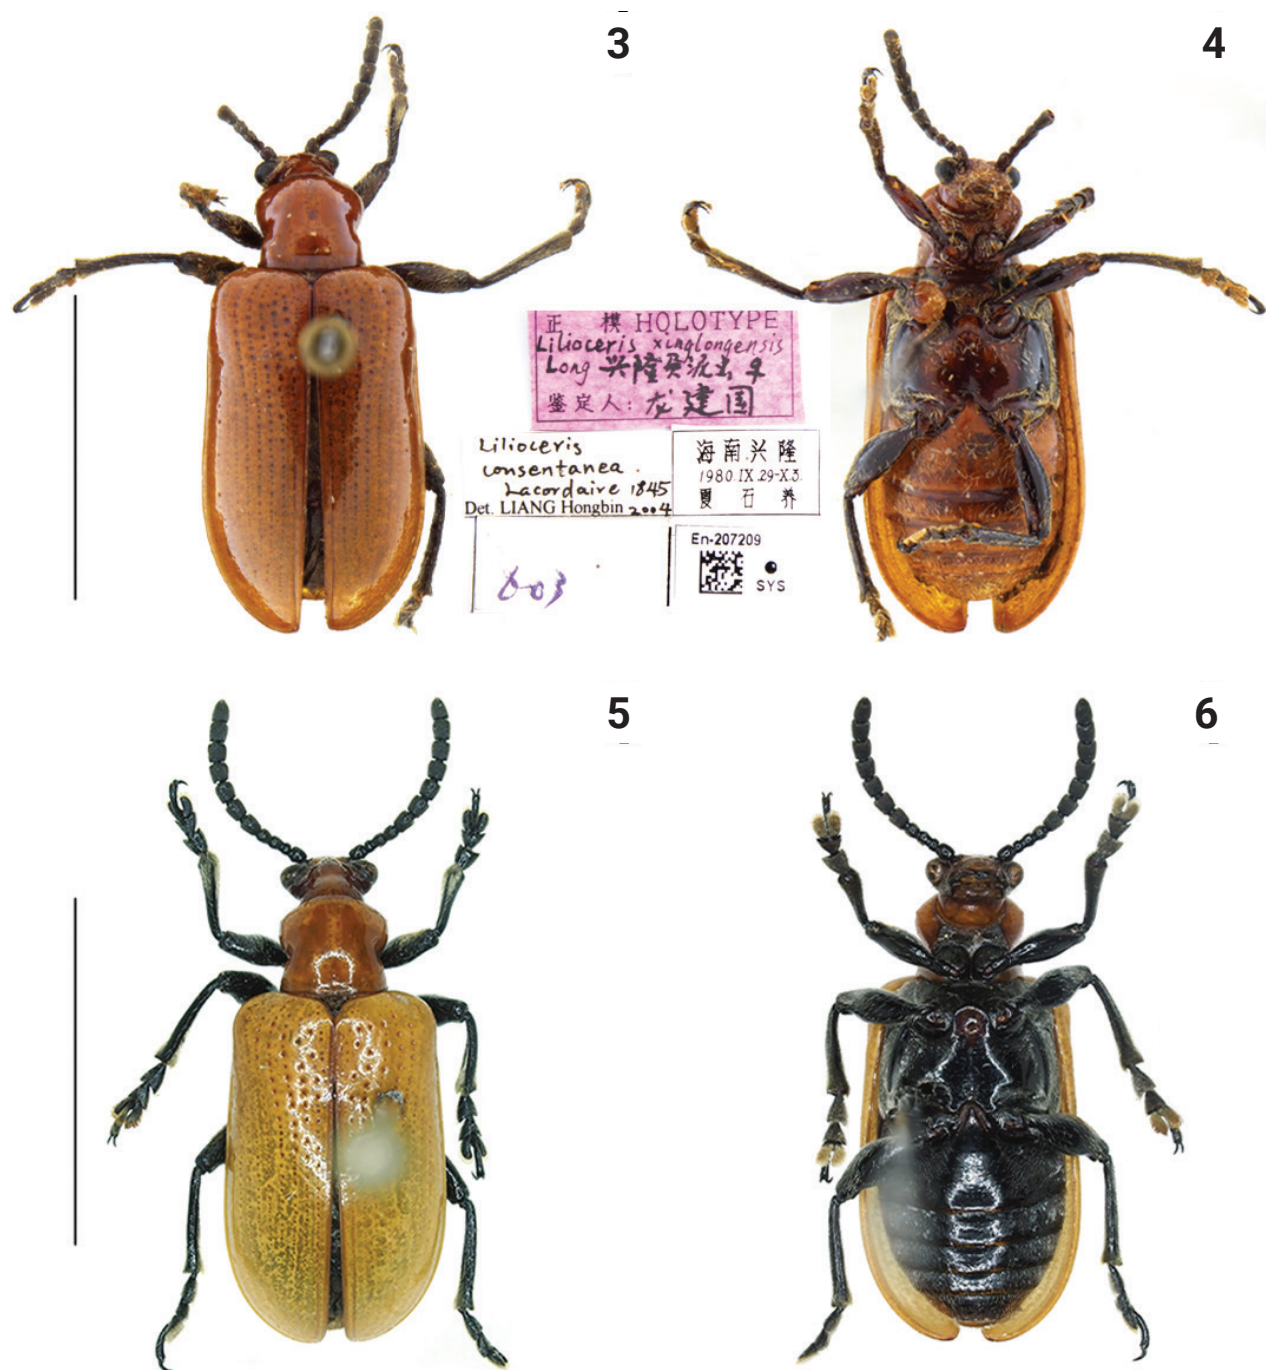 3
4
正 模 HOLOTYPE
Lilioceris xinglongensis
Long 兴隆负泥虫 ♀
鉴定人: 龙建国
Lilioceris
consentanea.
Lacordaire 1845
Det. LIANG Hongbin 2004
海南兴隆
1980.IX.29-X.3.
夏石养
En-207209
SYS
603
5
6